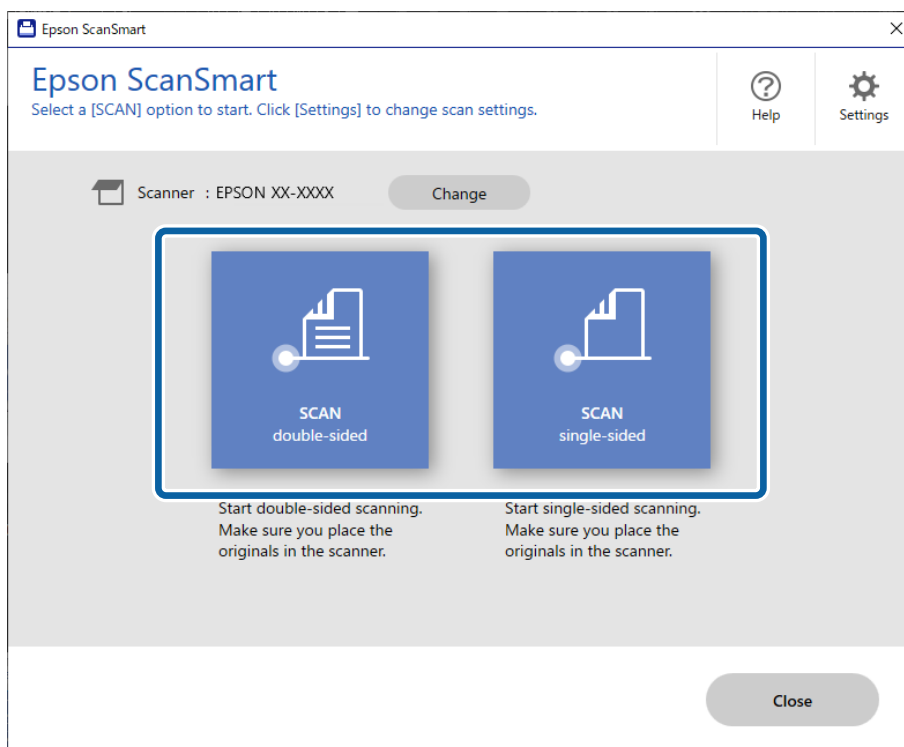 Epson ScanSmart
Epson ScanSmart
Select a [SCAN] option to start. Click [Settings] to change scan settings.
Help
Settings
Scanner : EPSON XX-XXXX
Change
SCAN
double-sided
SCAN
single-sided
Start double-sided scanning.
Make sure you place the
originals in the scanner.
Start single-sided scanning.
Make sure you place the
originals in the scanner.
Close